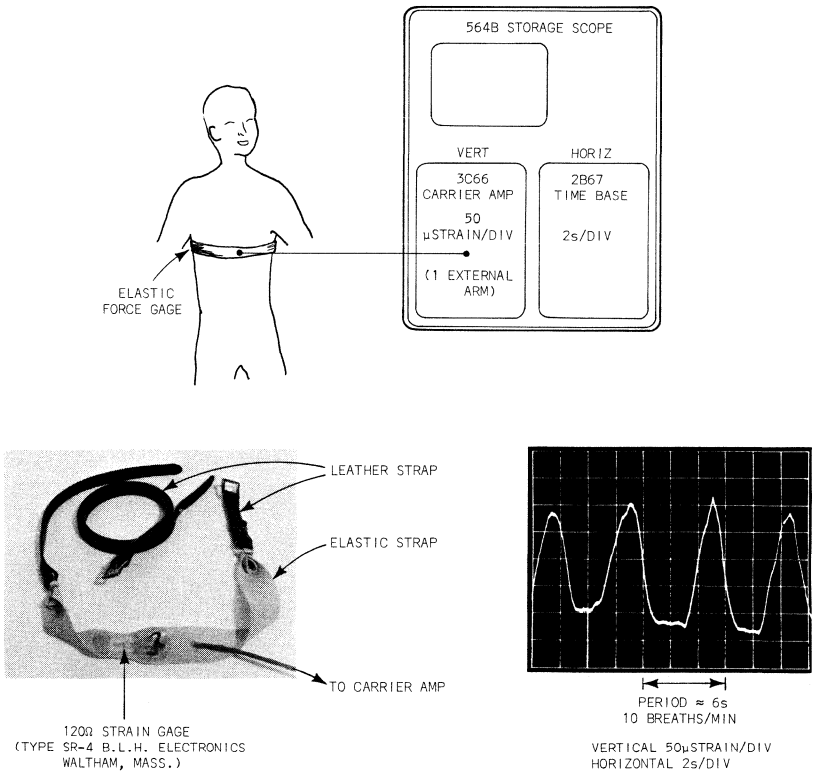 564B STORAGE SCOPE
VERT
HORIZ
3C66
CARRIER AMP
50
µSTRAIN/DIV
(1 EXTERNAL
ARM)
2B67
TIME BASE
2s/DIV
ELASTIC
FORCE GAGE
LEATHER STRAP
ELASTIC STRAP
TO CARRIER AMP
120Ω STRAIN GAGE
(TYPE SR-4 B.L.H. ELECTRONICS
WALTHAM, MASS.)
PERIOD ≈ 6s
10 BREATHS/MIN
VERTICAL 50µSTRAIN/DIV
HORIZONTAL 2s/DIV